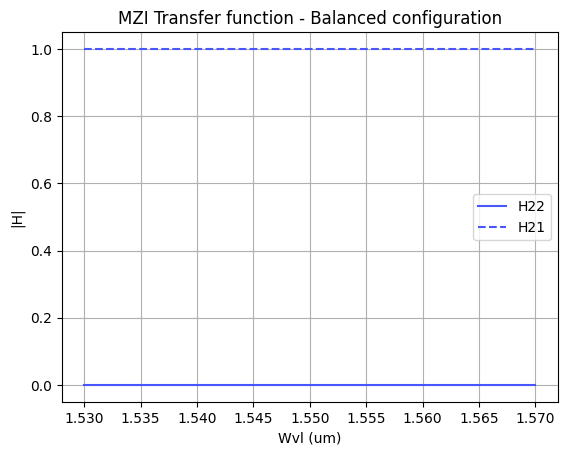 MZI Transfer function - Balanced configuration
|H|
1.0
0.8
0.6
0.4
0.2
0.0
H22
H21
1.530 1.535 1.540 1.545 1.550 1.555 1.560 1.565 1.570
Wvl (um)